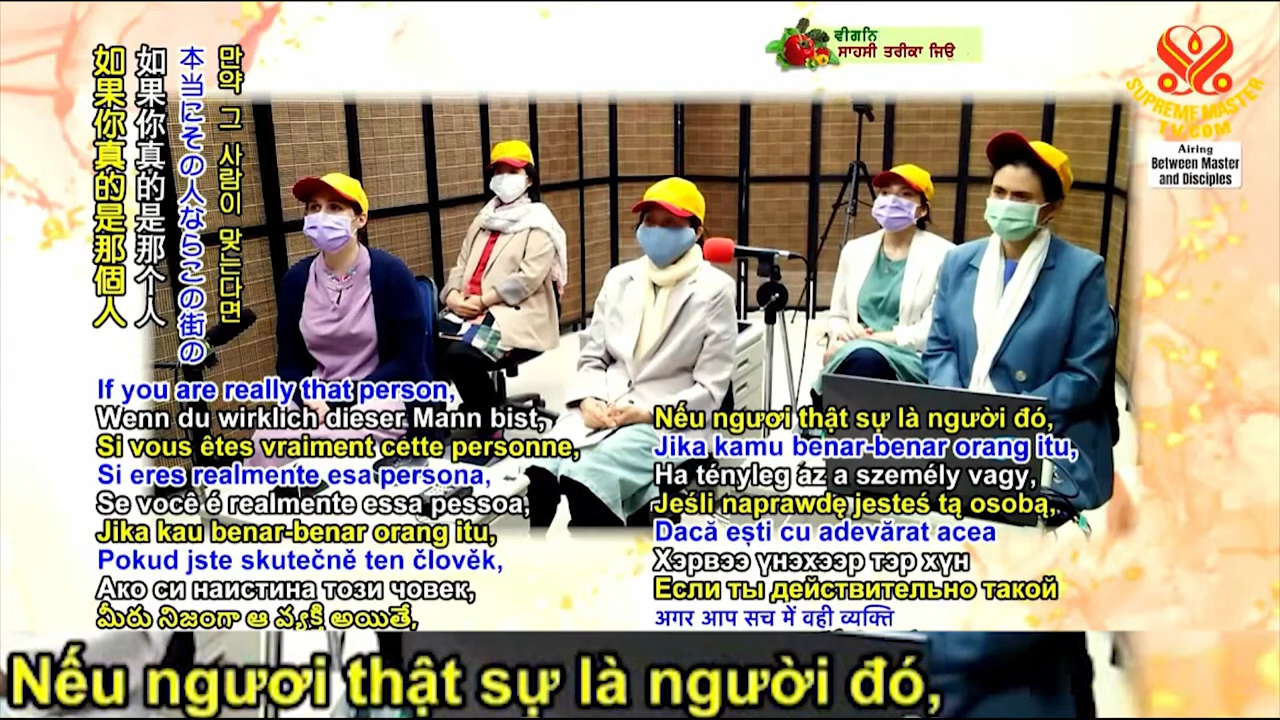 ਵੀਗਨਿ
ਸਾਹਸੀ ਤਰੀਕਾ ਜਿਉ
SUPREME MASTER
TV.COM
Airing
Between Master
and Disciples
만약 그 사람이 맞는다면
本当にその人ならこの街の
如果你真的是那个人
如果你真的是那個人
If you are really that person,
Wenn du wirklich dieser Mann bist,
Si vous êtes vraiment cette personne,
Si eres realmente esa persona,
Se você é realmente essa pessoa,
Jika kau benar-benar orang itu,
Pokud jste skutečně ten člověk,
Ако си наистина този човек,
మీరు నిజంగా ఆ వ్యక్తి అయితే,
Nếu ngươi thật sự là người đó,
Jika kamu benar-benar orang itu,
Ha tényleg az a személy vagy,
Jeśli naprawdę jesteś tą osobą,
Dacă ești cu adevărat acea
Хэрвээ үнэхээр тэр хүн
Если ты действительно такой
अगर आप सच में वही व्यक्ति
Nếu ngươi thật sự là người đó,